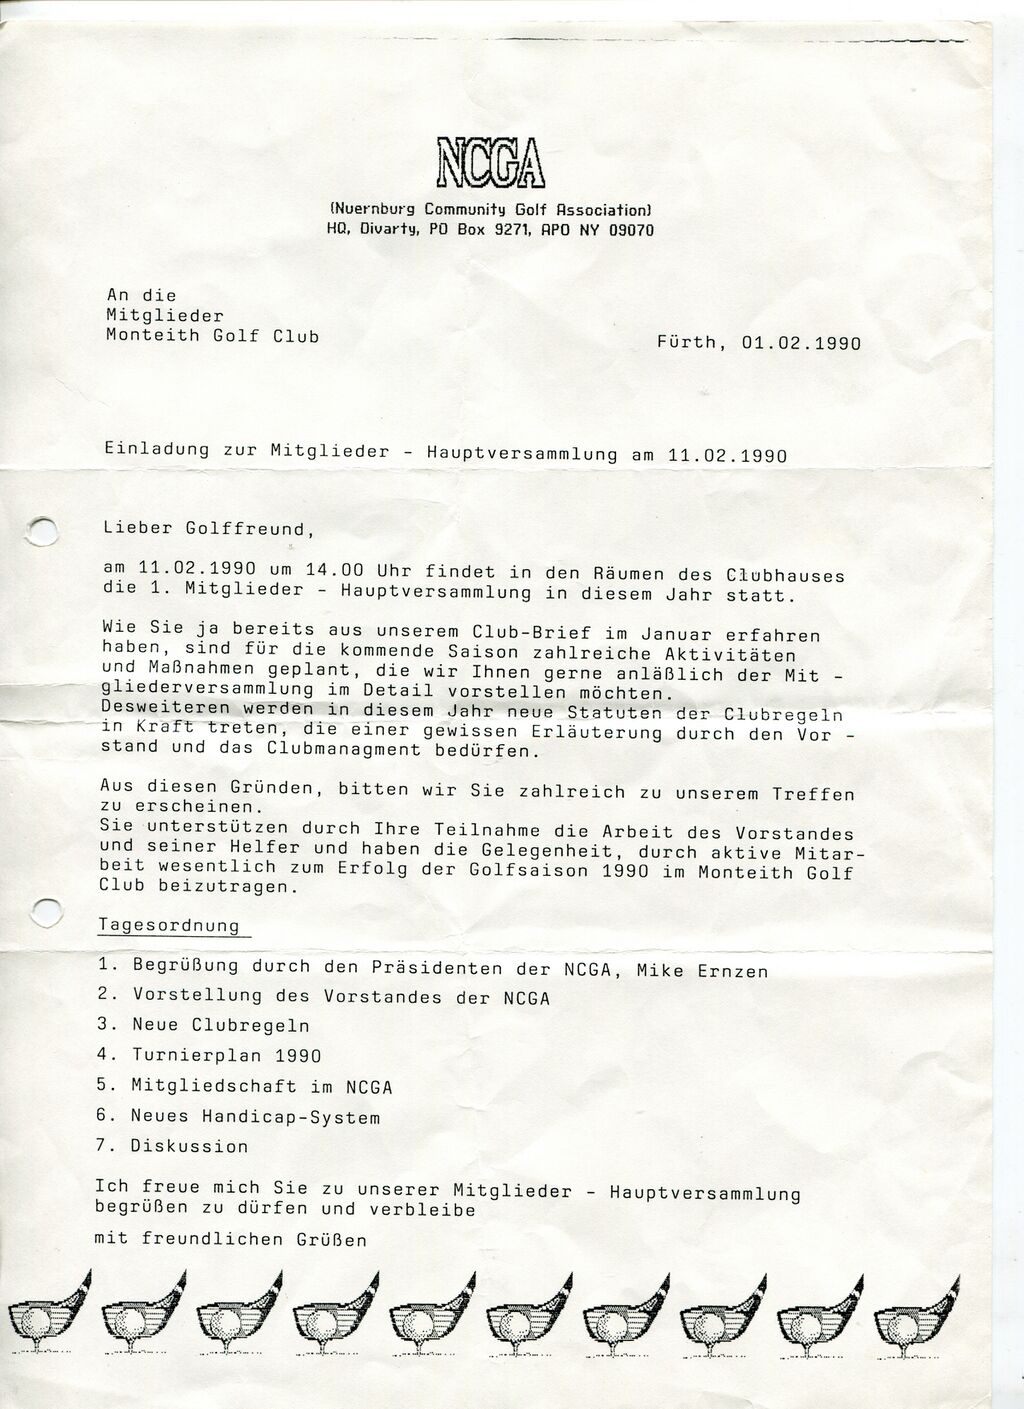 NCGA
(Nuernburg Community Golf Association)
HQ, Divarty, PO Box 9271, APO NY 09070
An die
Mitglieder
Monteith Golf Club
Fürth, 01.02.1990
Einladung zur Mitglieder - Hauptversammlung am 11.02.1990
Lieber Golffreund,
am 11.02.1990 um 14.00 Uhr findet in den Räumen des Clubhauses
die 1. Mitglieder - Hauptversammlung in diesem Jahr statt.
Wie Sie ja bereits aus unserem Club-Brief im Januar erfahren
haben, sind für die kommende Saison zahlreiche Aktivitäten
und Maßnahmen geplant, die wir Ihnen gerne anläßlich der Mit -
gliederversammlung im Detail vorstellen möchten.
Desweiteren werden in diesem Jahr neue Statuten der Clubregeln
in Kraft treten, die einer gewissen Erläuterung durch den Vor -
stand und das Clubmanagment bedürfen.
Aus diesen Gründen, bitten wir Sie zahlreich zu unserem Treffen
zu erscheinen.
Sie unterstützen durch Ihre Teilnahme die Arbeit des Vorstandes
und seiner Helfer und haben die Gelegenheit, durch aktive Mitar-
beit wesentlich zum Erfolg der Golfsaison 1990 im Monteith Golf
Club beizutragen.
Tagesordnung
1. Begrüßung durch den Präsidenten der NCGA, Mike Ernzen
2. Vorstellung des Vorstandes der NCGA
3. Neue Clubregeln
4. Turnierplan 1990
5. Mitgliedschaft im NCGA
6. Neues Handicap-System
7. Diskussion
Ich freue mich Sie zu unserer Mitglieder - Hauptversammlung
begrüßen zu dürfen und verbleibe
mit freundlichen Grüßen